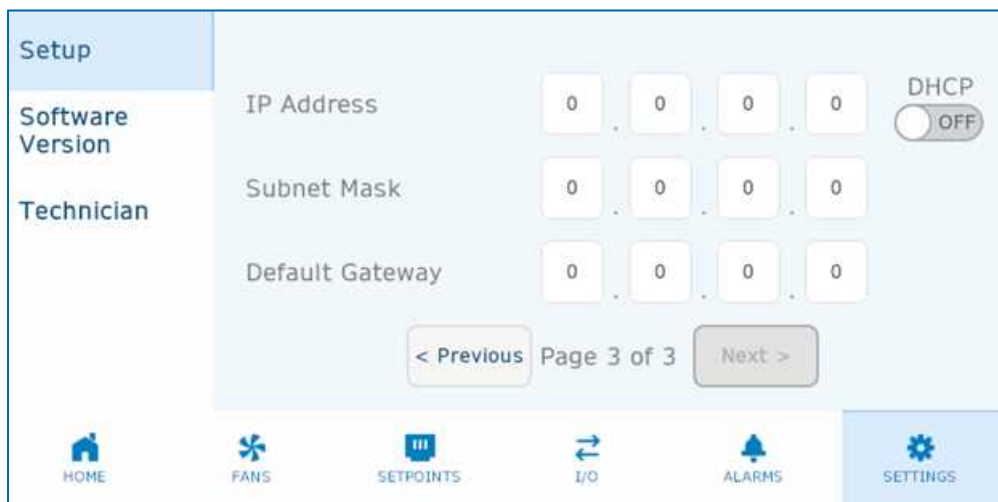 Setup
Software
Version
Technician
IP Address 0 . 0 . 0 . 0 DHCP
OFF
Subnet Mask 0 . 0 . 0 . 0
Default Gateway 0 . 0 . 0 . 0
< Previous Page 3 of 3 Next >
HOME FANS SETPOINTS I/O ALARMS SETTINGS